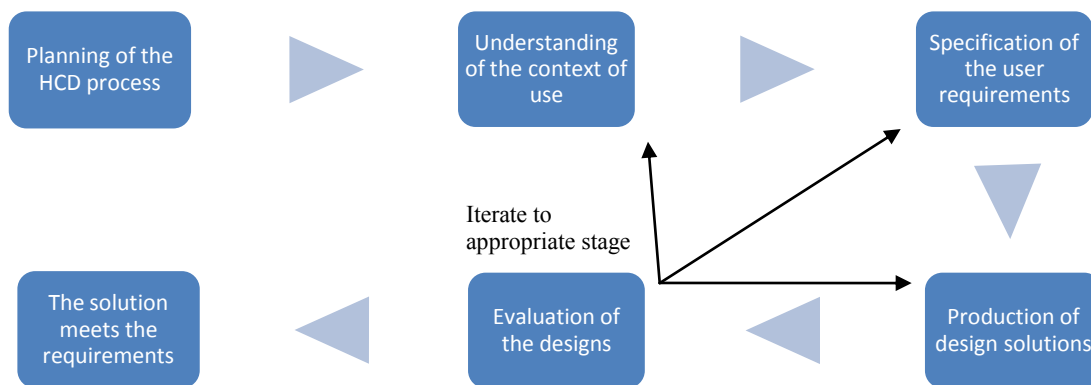 Planning of the
HCD process
Understanding
of the context of
use
Specification of
the user
requirements
Iterate to
appropriate stage
The solution
meets the
requirements
Evaluation of
the designs
Production of
design solutions